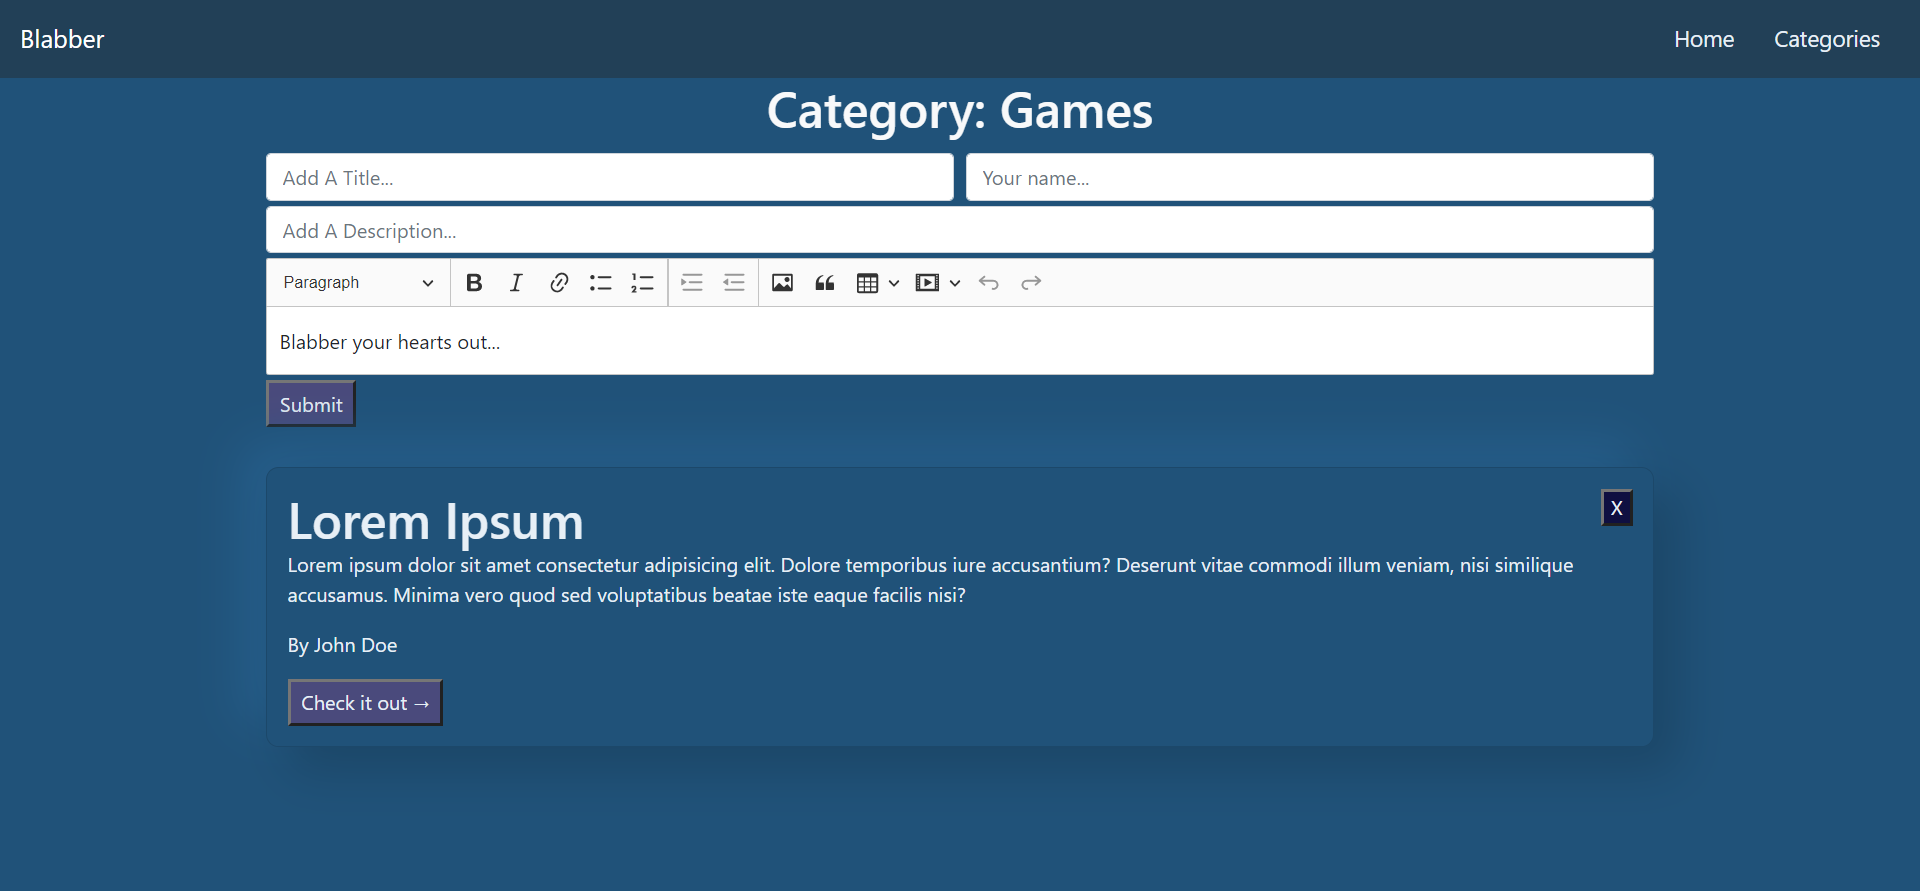 Blabber Home Categories
Category: Games
Add A Title... Your name...
Add A Description...
Paragraph
Blabber your hearts out...
Submit
Lorem Ipsum X
Lorem ipsum dolor sit amet consectetur adipisicing elit. Dolore temporibus iure accusantium? Deserunt vitae commodi illum veniam, nisi similique
accusamus. Minima vero quod sed voluptatibus beatae iste eaque facilis nisi?
By John Doe
Check it out →